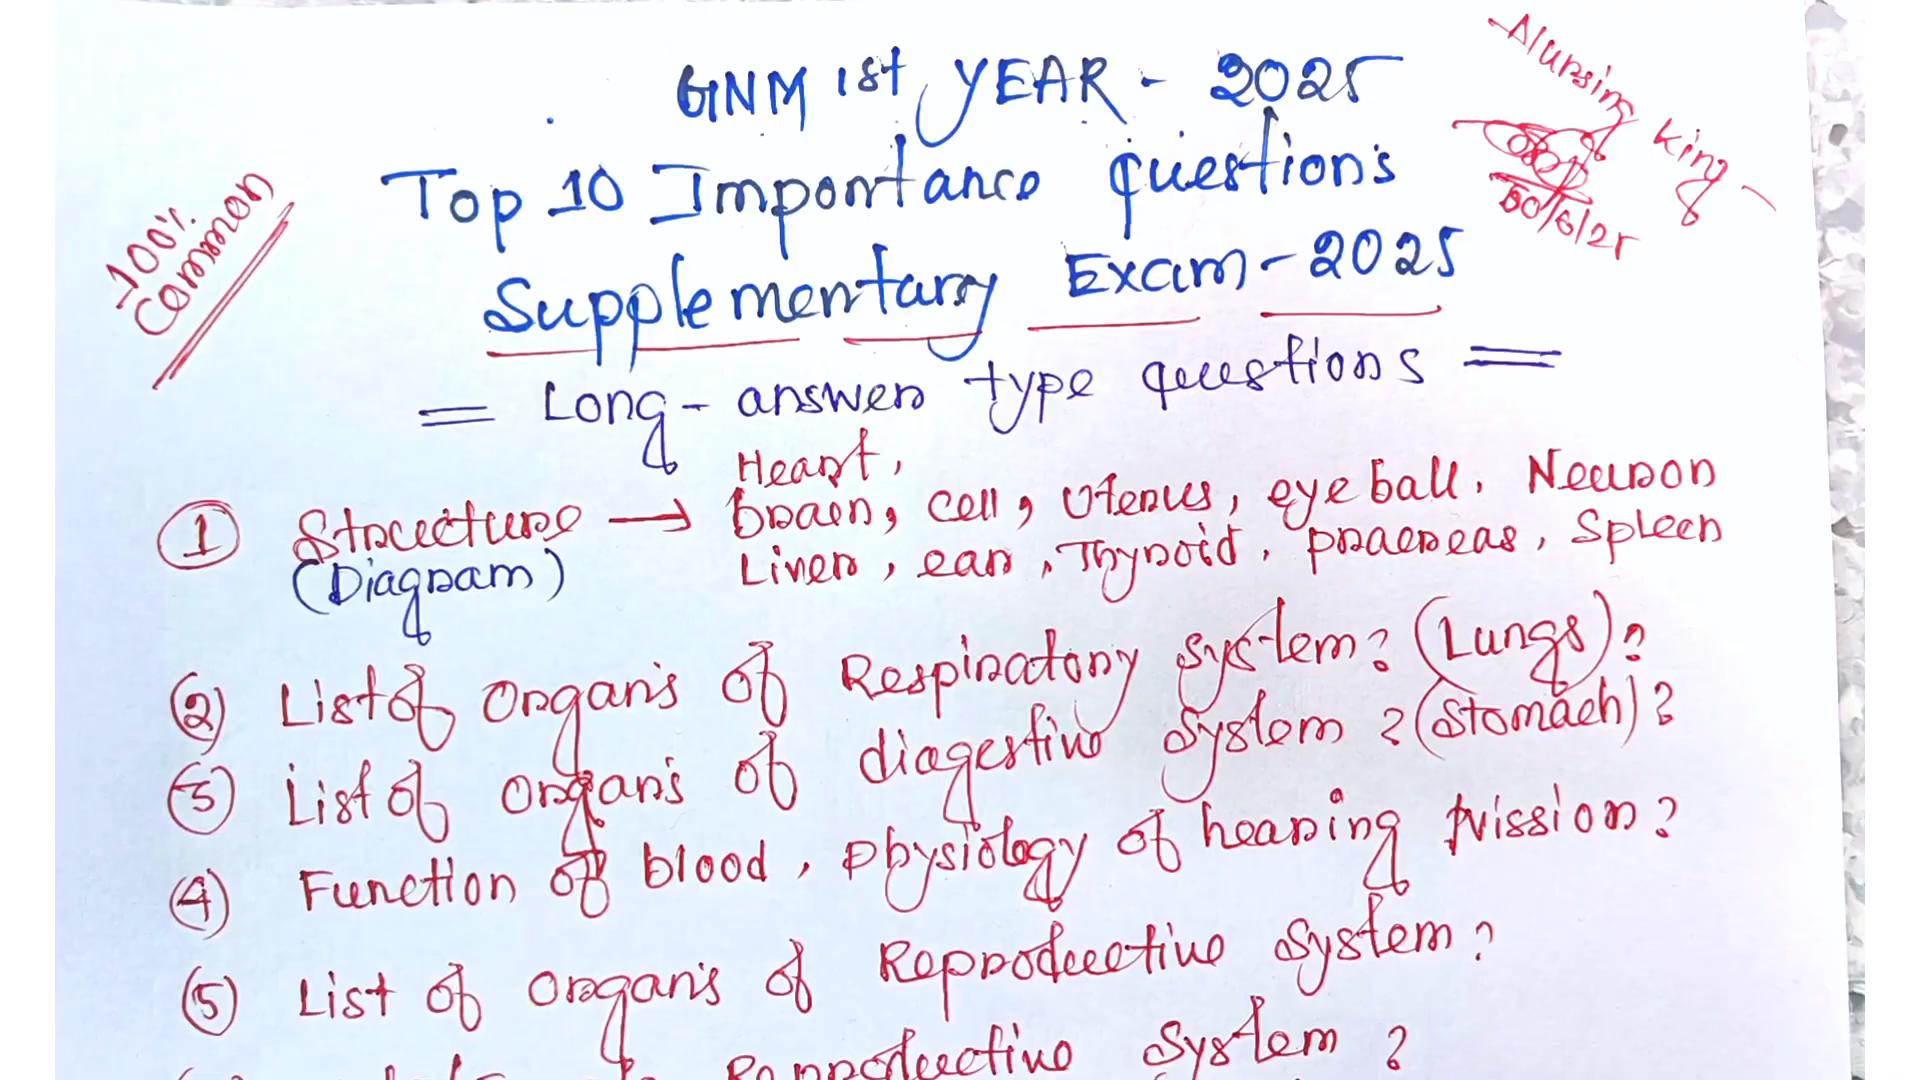 GNM 1st YEAR - 2025
Top 10 Importance questions
Supplementary Exam - 2025
= Long - answer type questions =
100% Common
Nursing King
30/6/25
① Structure → Heart,
(Diagram) brain, cell, Uterus, eye ball, Neuron
Liver, ear, Thyroid, pancreas, Spleen
② List of organ's of Respiratory system? (Lungs)?
③ List of organ's of diagestive system? (Stomach)?
④ Function of blood, physiology of hearing vission?
⑤ List of organ's of Reproductive system?
Reproductive system?